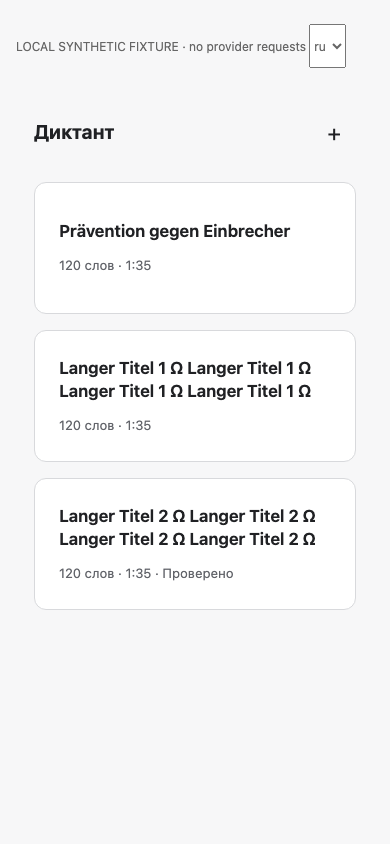 LOCAL SYNTHETIC FIXTURE · no provider requests ru
Диктант +
Prävention gegen Einbrecher
120 слов · 1:35
Langer Titel 1 Ω Langer Titel 1 Ω
Langer Titel 1 Ω Langer Titel 1 Ω
120 слов · 1:35
Langer Titel 2 Ω Langer Titel 2 Ω
Langer Titel 2 Ω Langer Titel 2 Ω
120 слов · 1:35 · Проверено